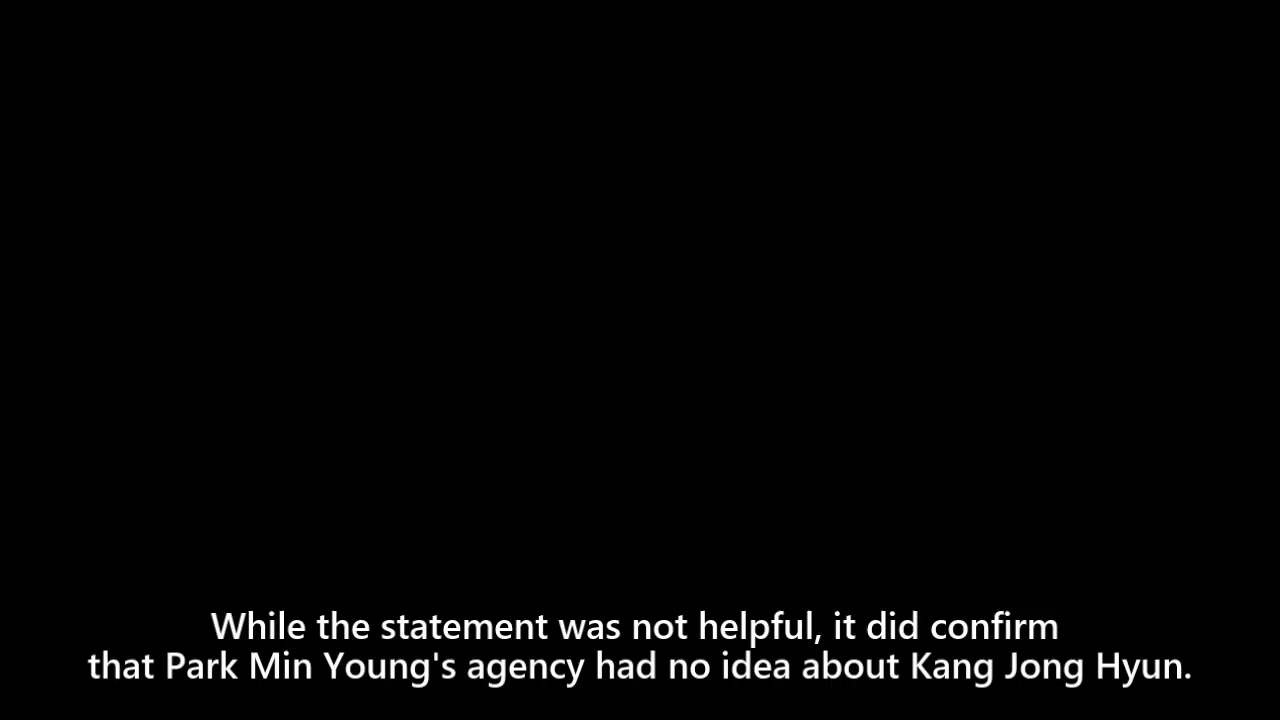 While the statement was not helpful, it did confirm
that Park Min Young's agency had no idea about Kang Jong Hyun.